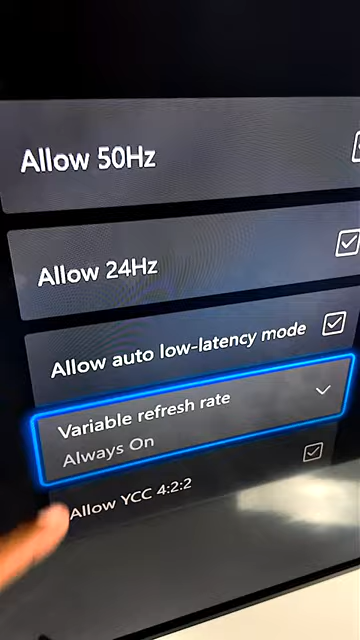 Allow 50Hz
Allow 24Hz
Allow auto low-latency mode
Variable refresh rate
Always On
Allow YCC 4:2:2